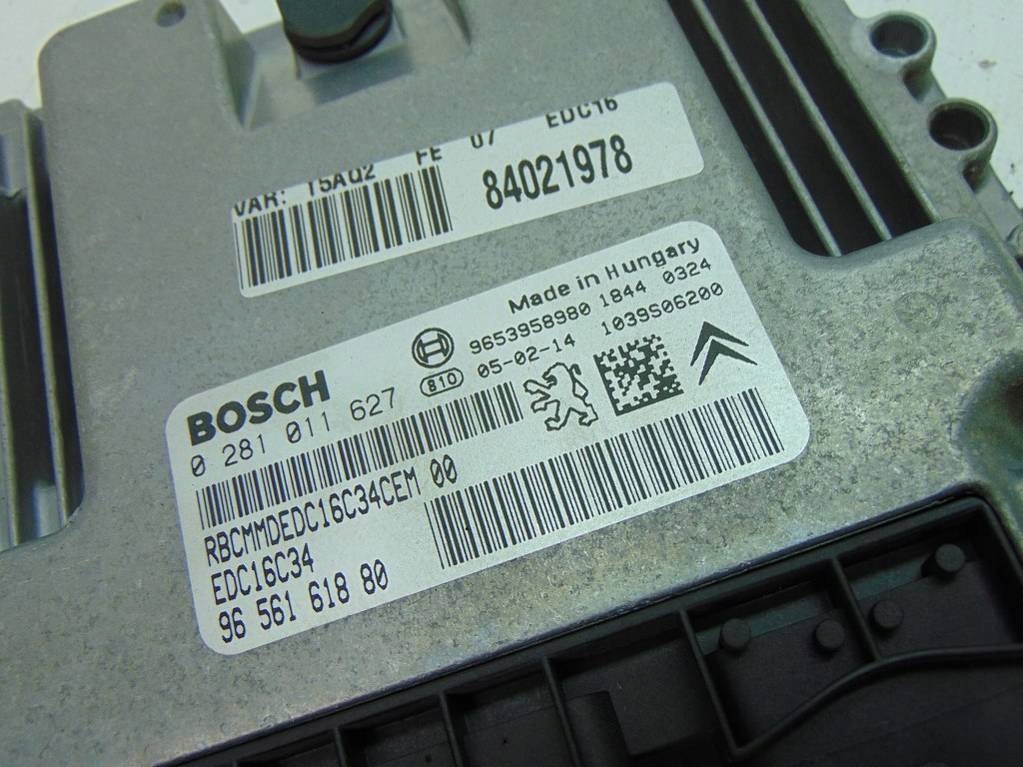 VAR: T5AQ2 FE 07 EDC16
84021978
Made in Hungary
9653958980 1844 0324
810 05-02-14 1039S06200
BOSCH
0 281 011 627
RBCMMDEDC16C34CEM 00
EDC16C34
96 561 618 80